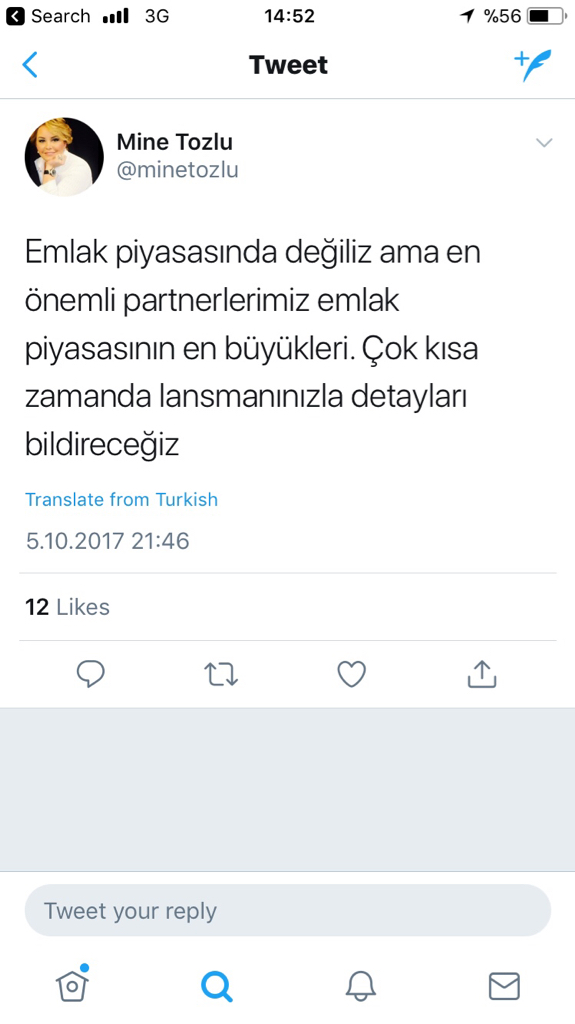 Search 3G 14:52 %56
Tweet
Mine Tozlu
@minetozlu
Emlak piyasasında değiliz ama en
önemli partnerlerimiz emlak
piyasasının en büyükleri. Çok kısa
zamanda lansmanınızla detayları
bildireceğiz
Translate from Turkish
5.10.2017 21:46
12 Likes
Tweet your reply